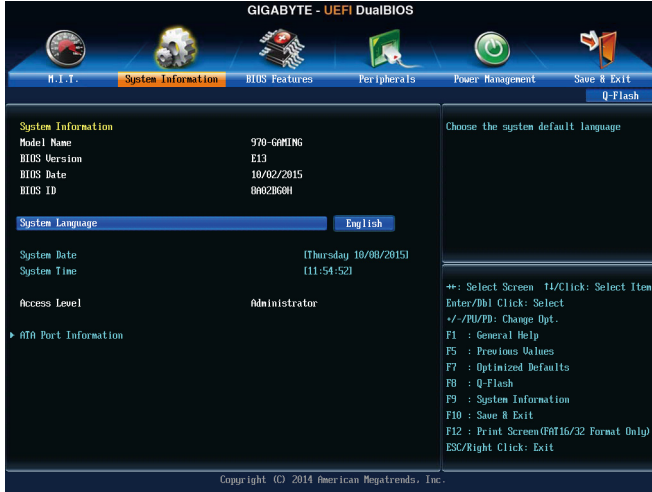 GIGABYTE - UEFI DualBIOS
M.I.T. System Information BIOS Features Peripherals Power Management Save & Exit
Q-Flash
System Information
Model Name 970-GAMING
BIOS Version E13
BIOS Date 10/02/2015
BIOS ID 8A02BG0H
System Language English
System Date [Thursday 10/08/2015]
System Time [11:54:52]
Access Level Administrator
ATA Port Information
Choose the system default language
→←: Select Screen ↑↓/Click: Select Item
Enter/Dbl Click: Select
+/-/PU/PD: Change Opt.
F1 : General Help
F5 : Previous Values
F7 : Optimized Defaults
F8 : Q-Flash
F9 : System Information
F10 : Save & Exit
F12 : Print Screen(FAT16/32 Format Only)
ESC/Right Click: Exit
Copyright (C) 2014 American Megatrends, Inc.